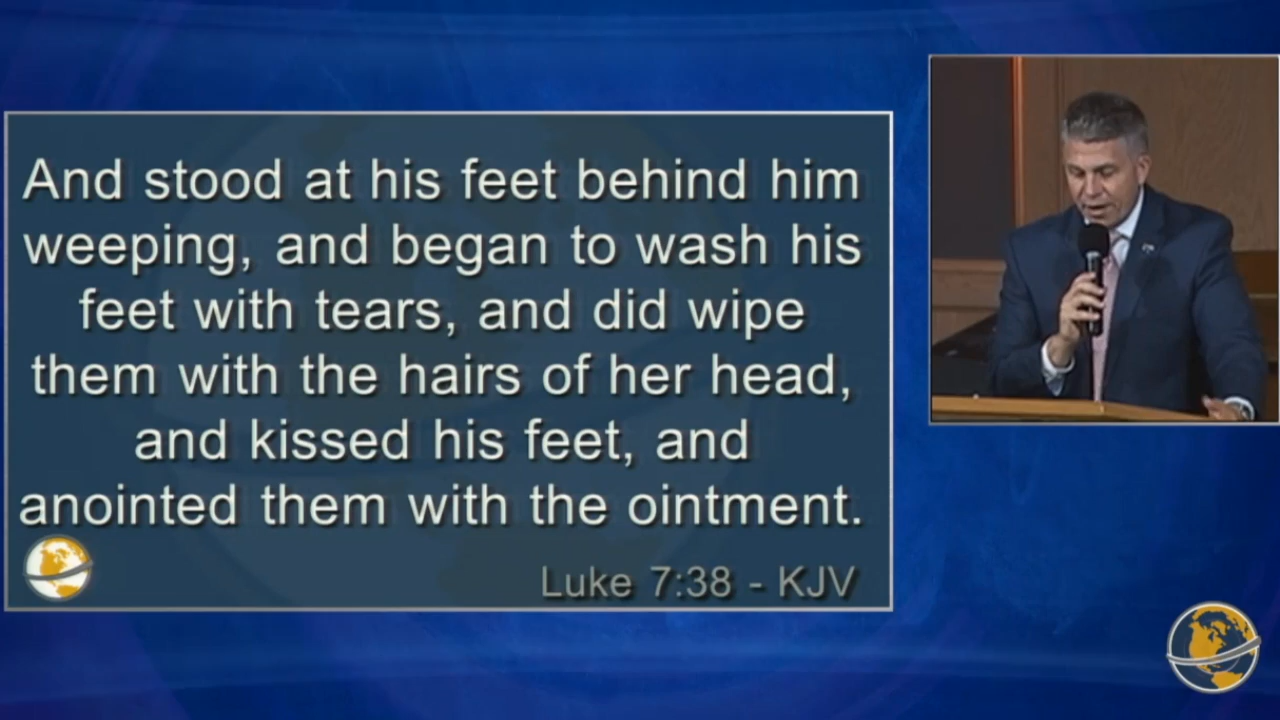 And stood at his feet behind him
weeping, and began to wash his
feet with tears, and did wipe
them with the hairs of her head,
and kissed his feet, and
anointed them with the ointment.
Luke 7:38 - KJV